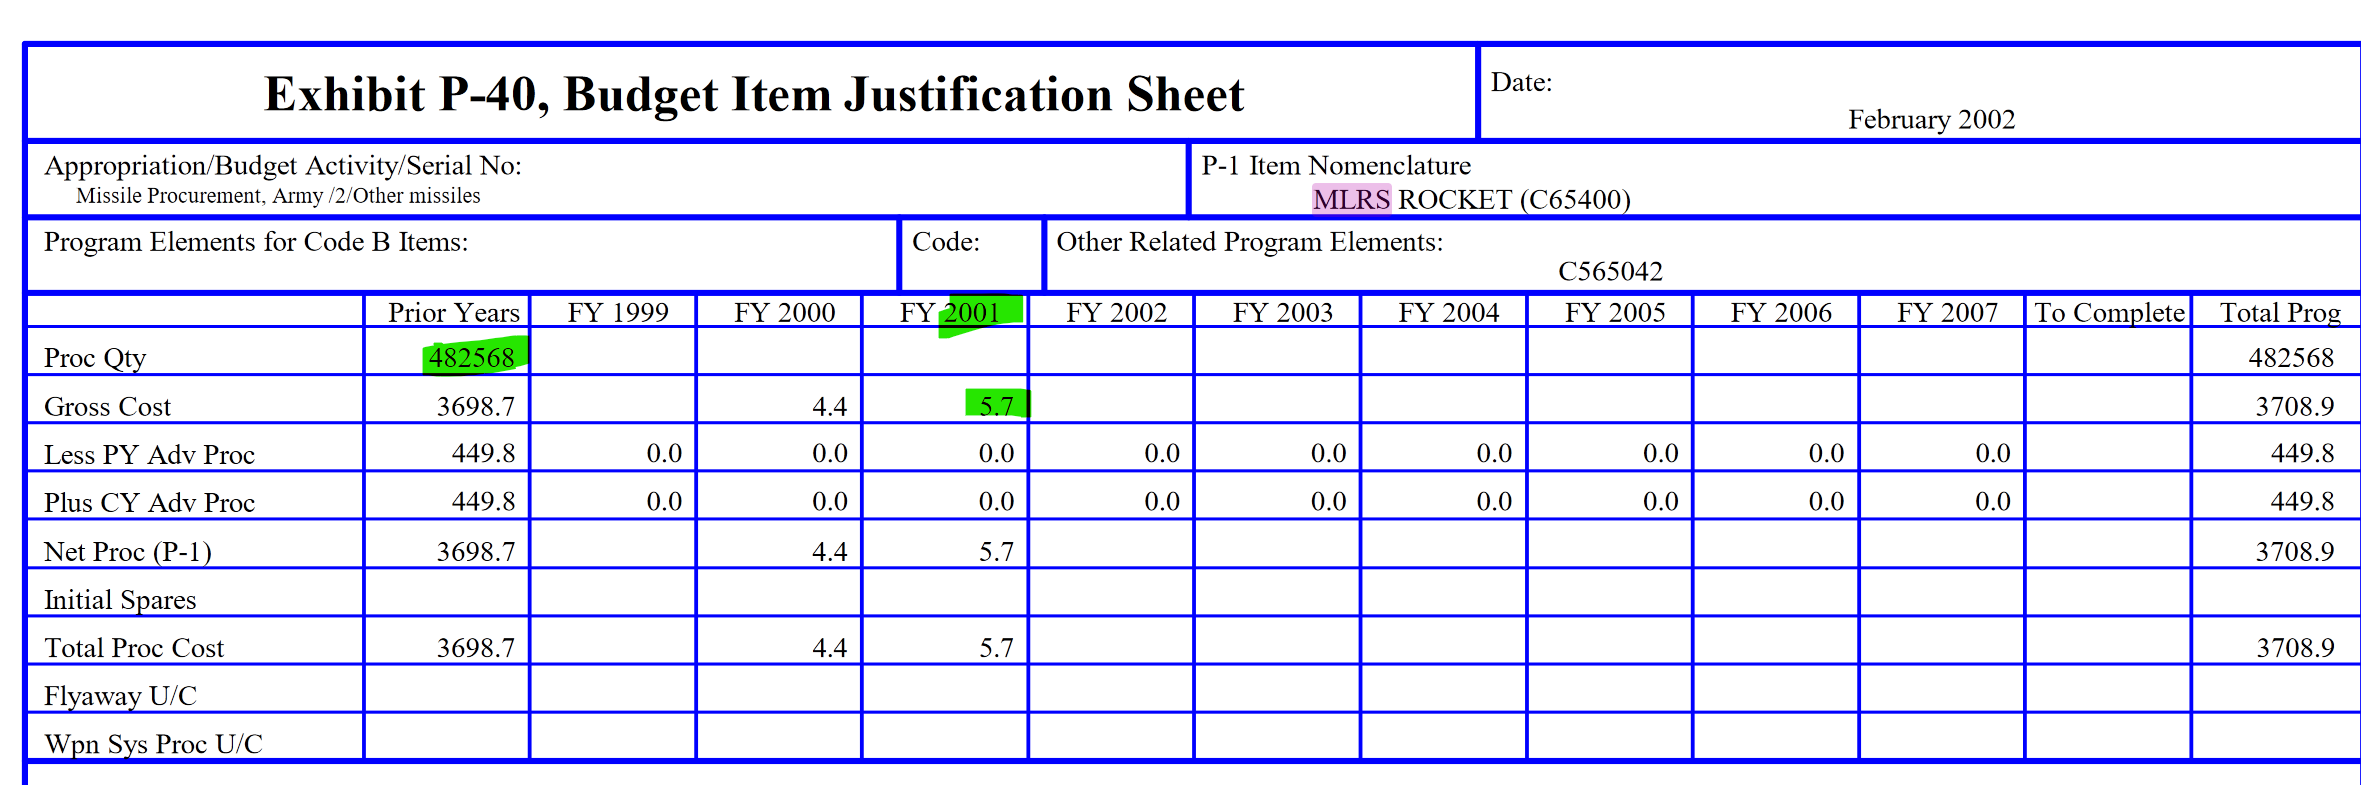 Exhibit P-40, Budget Item Justification Sheet
Date:
February 2002
Appropriation/Budget Activity/Serial No:
Missile Procurement, Army /2/Other missiles
P-1 Item Nomenclature
MLRS ROCKET (C65400)
Program Elements for Code B Items:
Code:
Other Related Program Elements:
C565042
Prior Years FY 1999 FY 2000 FY 2001 FY 2002 FY 2003 FY 2004 FY 2005 FY 2006 FY 2007 To Complete Total Prog
Proc Qty 482568 482568
Gross Cost 3698.7 4.4 5.7 3708.9
Less PY Adv Proc 449.8 0.0 0.0 0.0 0.0 0.0 0.0 0.0 0.0 0.0 449.8
Plus CY Adv Proc 449.8 0.0 0.0 0.0 0.0 0.0 0.0 0.0 0.0 0.0 449.8
Net Proc (P-1) 3698.7 4.4 5.7 3708.9
Initial Spares
Total Proc Cost 3698.7 4.4 5.7 3708.9
Flyaway U/C
Wpn Sys Proc U/C